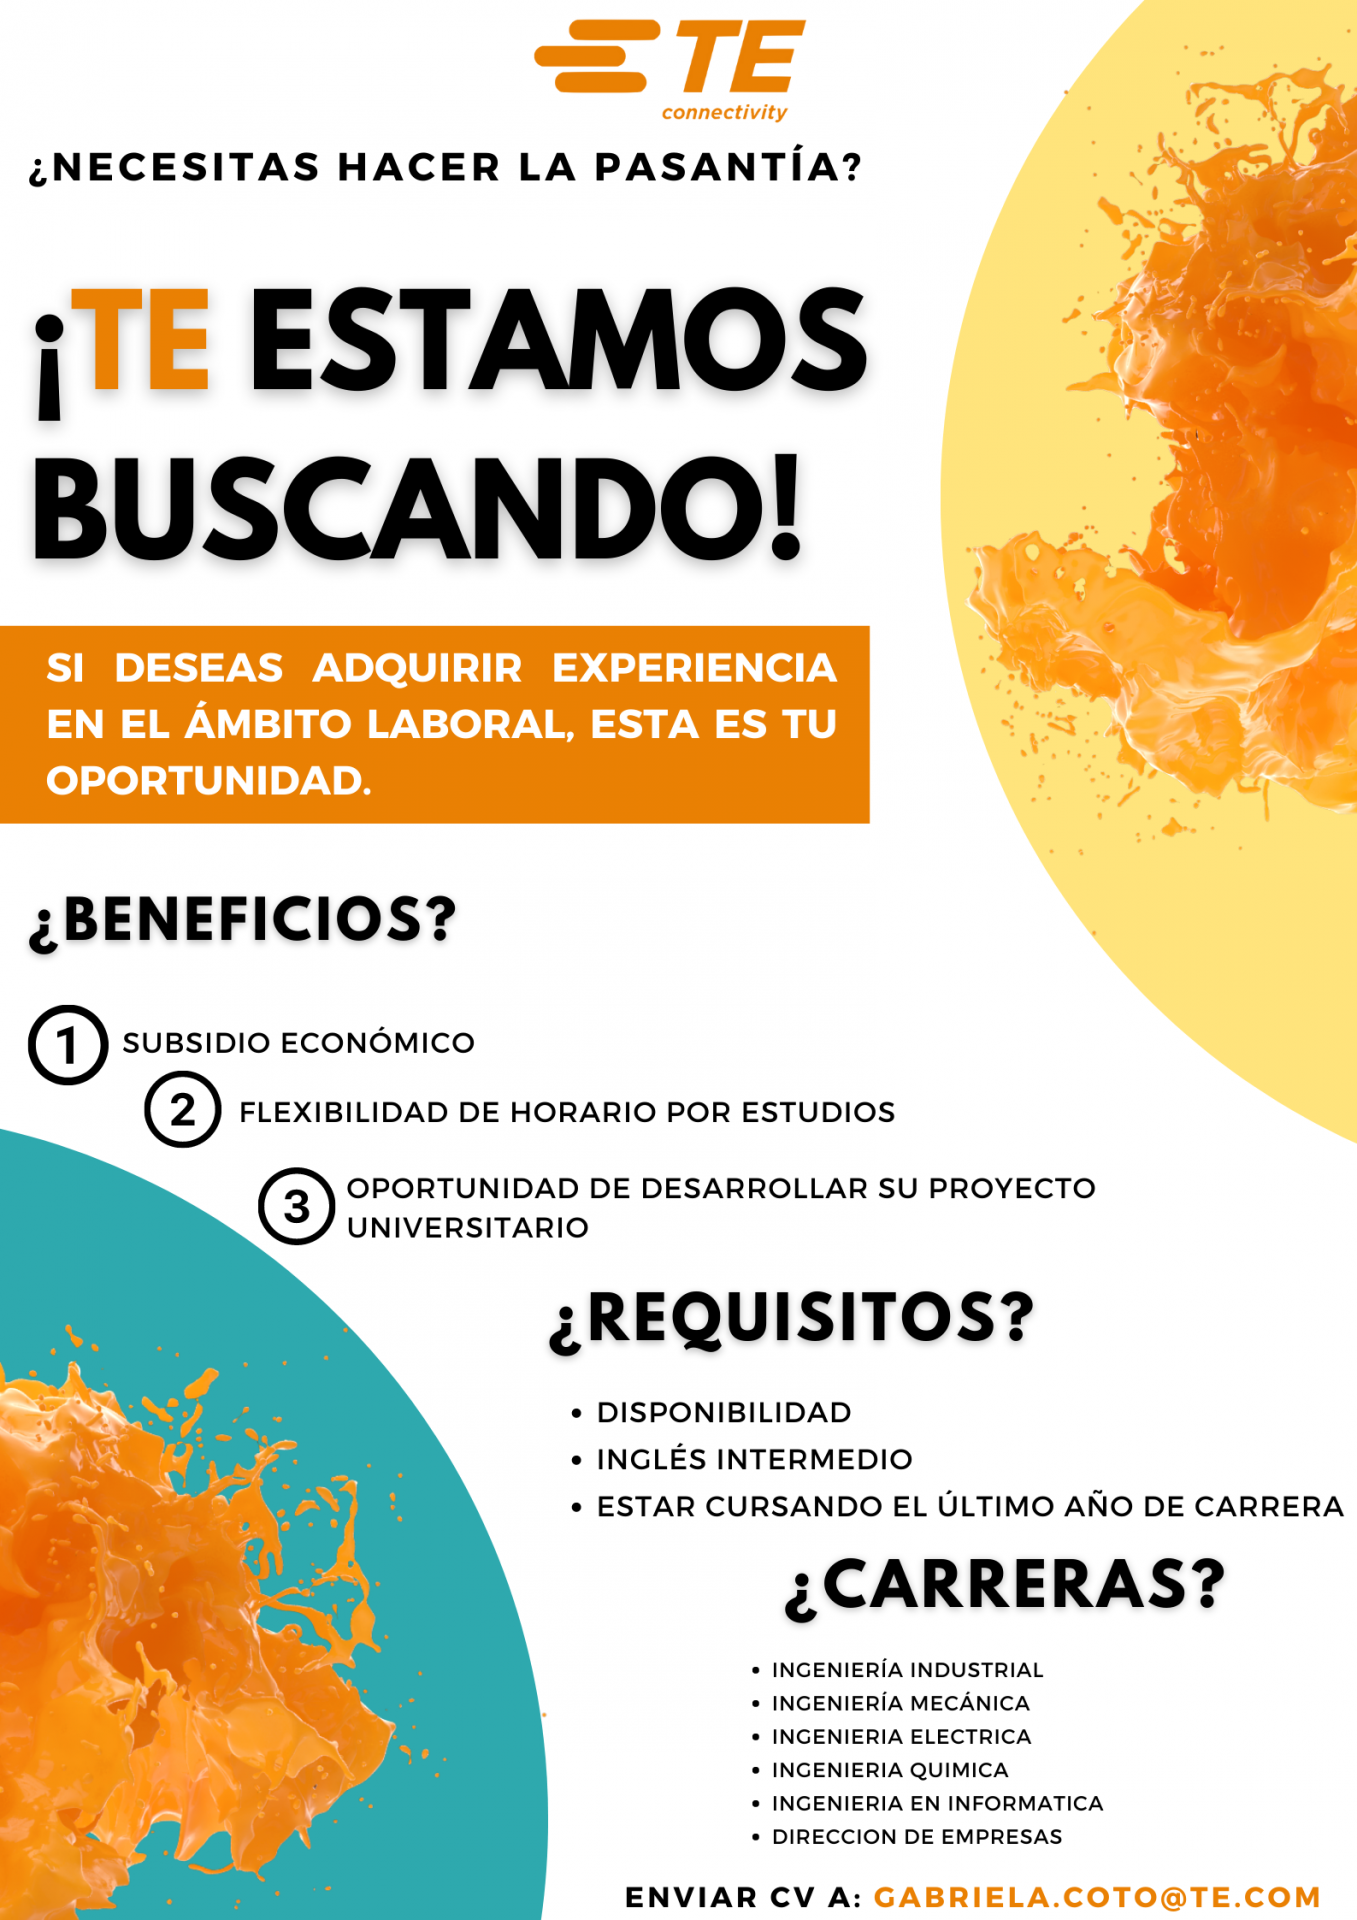 TE
connectivity
¿NECESITAS HACER LA PASANTÍA?
¡TE ESTAMOS
BUSCANDO!
SI DESEAS ADQUIRIR EXPERIENCIA
EN EL ÁMBITO LABORAL, ESTA ES TU
OPORTUNIDAD.
¿BENEFICIOS?
1 SUBSIDIO ECONÓMICO
2 FLEXIBILIDAD DE HORARIO POR ESTUDIOS
3 OPORTUNIDAD DE DESARROLLAR SU PROYECTO
UNIVERSITARIO
¿REQUISITOS?
• DISPONIBILIDAD
• INGLÉS INTERMEDIO
• ESTAR CURSANDO EL ÚLTIMO AÑO DE CARRERA
¿CARRERAS?
• INGENIERÍA INDUSTRIAL
• INGENIERÍA MECÁNICA
• INGENIERIA ELECTRICA
• INGENIERIA QUIMICA
• INGENIERIA EN INFORMATICA
• DIRECCION DE EMPRESAS
ENVIAR CV A: GABRIELA.COTO@TE.COM